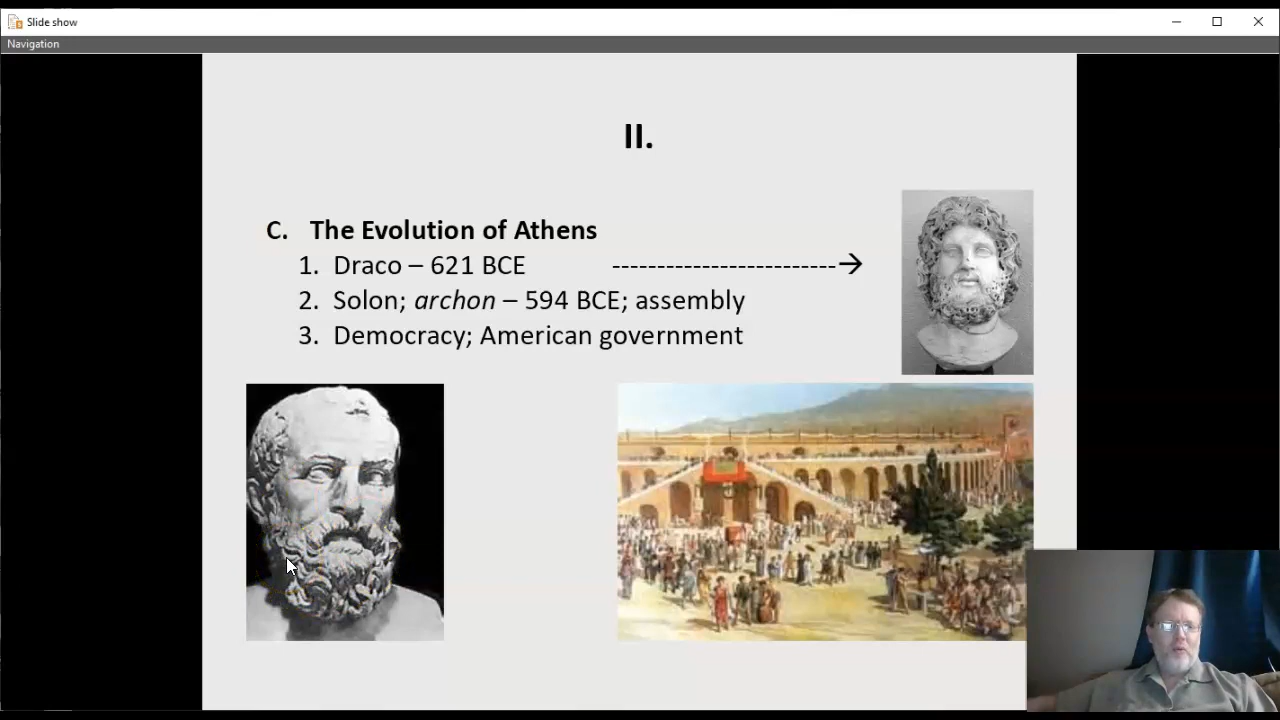 Slide show
Navigation
II.
C. The Evolution of Athens
1. Draco – 621 BCE -------------------------→
2. Solon; archon – 594 BCE; assembly
3. Democracy; American government